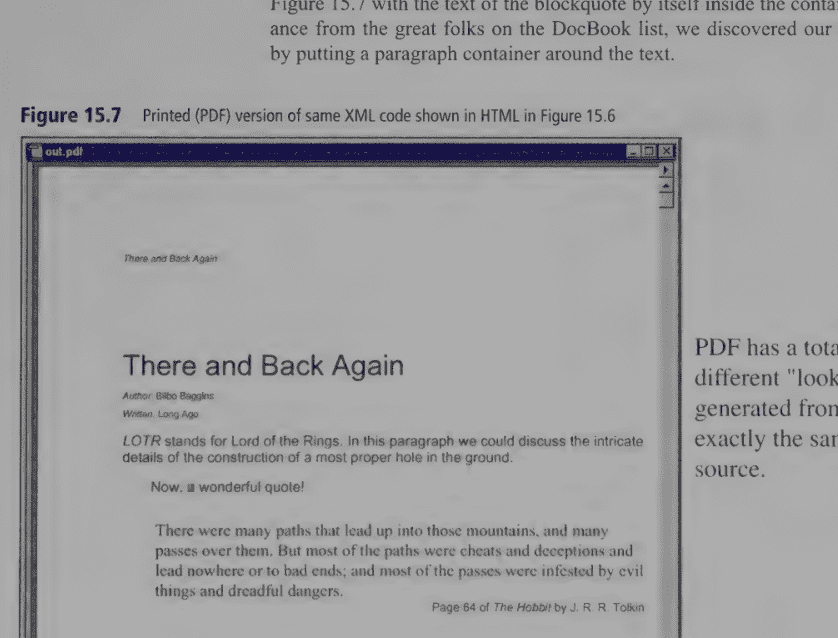 Figure 15.7 with the text of the blockquote by itself inside the contai
ance from the great folks on the DocBook list, we discovered our
by putting a paragraph container around the text.
Figure 15.7 Printed (PDF) version of same XML code shown in HTML in Figure 15.6
out.pdf
There and Back Again
There and Back Again
Author: Bilbo Baggins
Written: Long Ago
LOTR stands for Lord of the Rings. In this paragraph we could discuss the intricate
details of the construction of a most proper hole in the ground.
Now, a wonderful quote!
There were many paths that lead up into those mountains, and many
passes over them. But most of the paths were cheats and deceptions and
lead nowhere or to bad ends; and most of the passes were infested by evil
things and dreadful dangers.
Page 64 of The Hobbit by J. R. R. Tolkin
PDF has a tota
different "look
generated from
exactly the sam
source.